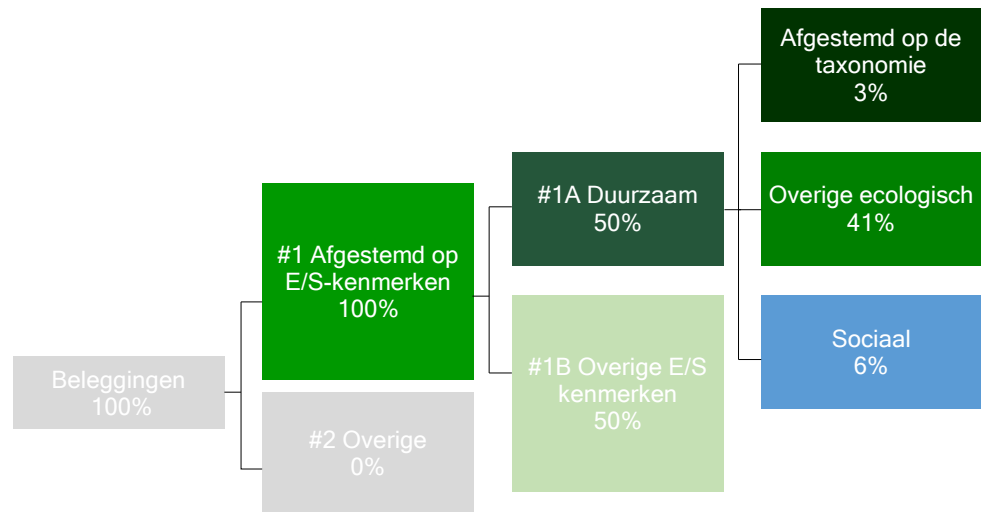 Beleggingen
100%
#1 Afgestemd op
E/S-kenmerken
100%
#2 Overige
0%
#1A Duurzaam
50%
#1B Overige E/S
kenmerken
50%
Afgestemd op de
taxonomie
3%
Overige ecologisch
41%
Sociaal
6%